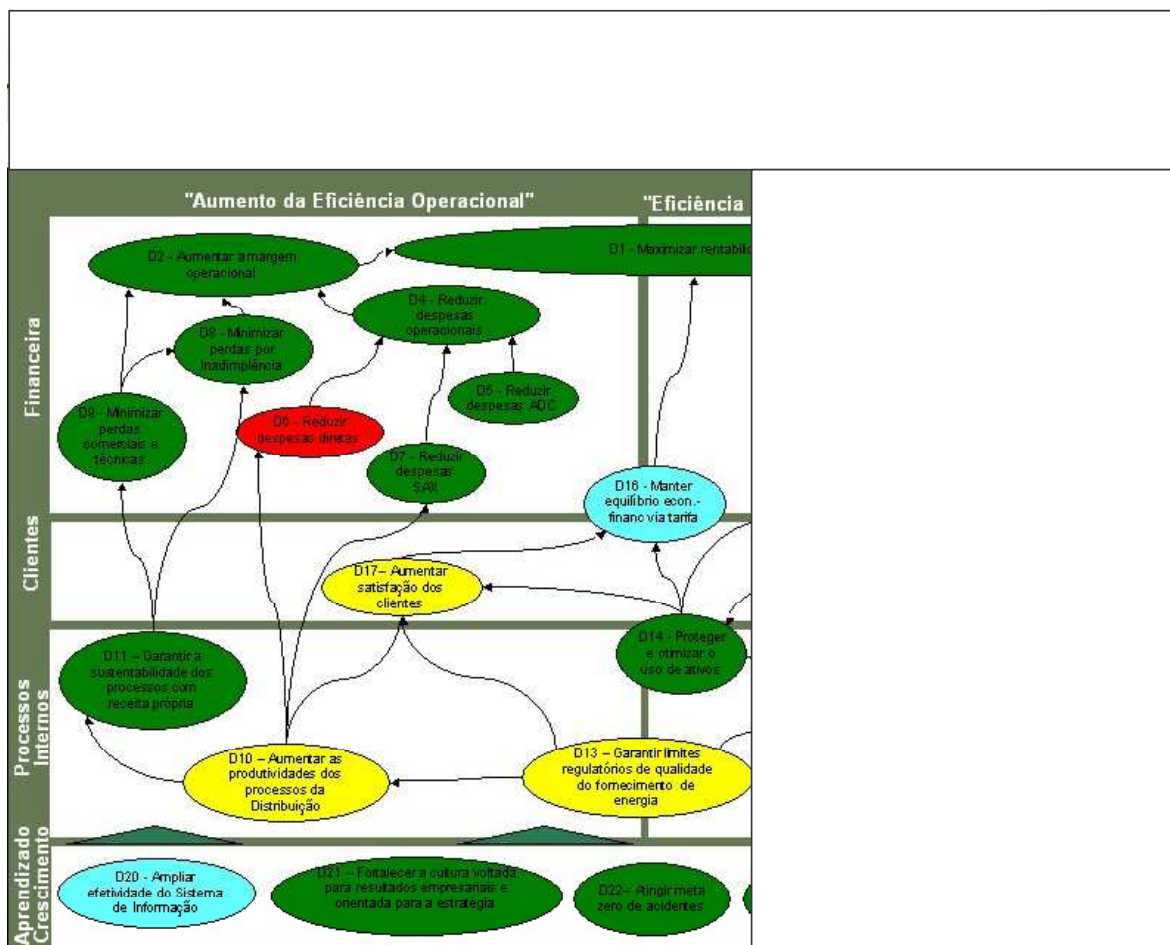 "Aumento da Eficiência Operacional"
"Eficiência
Financeira
D2 - Aumentar a margem
operacional
D1 - Maximizar rentabilid
D4 - Reduzir
despesas
operacionais
D8 - Minimizar
perdas por
Inadimplência
D5 - Reduzir
despesas ADC
D9 - Minimizar
perdas
comerciais e
técnicas
D6 - Reduzir
despesas diretas
D7 - Reduzir
despesas
D16 - Manter
equilíbrio econ.-
financ via tarifa
Clientes
D17– Aumentar
satisfação dos
clientes
Processos
Internos
D11 – Garantir a
sustentabilidade dos
processos com
receita própria
D14 - Proteger
e otimizar o
uso de ativos
D10 – Aumentar as
produtividades dos
processos da
Distribuição
D13 – Garantir limites
regulatórios de qualidade
do fornecimento de
energia
Aprendizado
Crescimento
D20 - Ampliar
efetividade do Sistema
de Informação
D21 – Fortalecer a cultura voltada
para resultados empresariais e
orientada para a estratégia
D22– Atingir meta
zero de acidentes